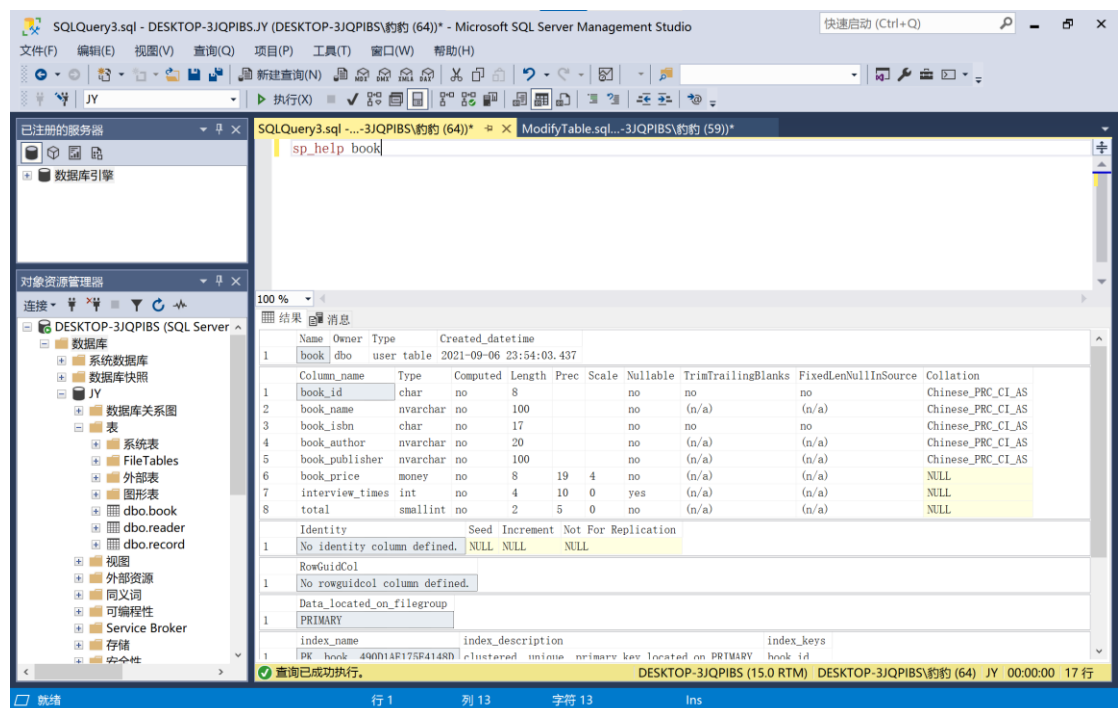 SQLQuery3.sql - DESKTOP-3JQPIBS.JY (DESKTOP-3JQPIBS\豹豹 (64))* - Microsoft SQL Server Management Studio
快速启动 (Ctrl+Q)
文件(F) 编辑(E) 视图(V) 查询(Q) 项目(P) 工具(T) 窗口(W) 帮助(H)
新建查询(N)
JY
执行(X)
已注册的服务器
数据库引擎
对象资源管理器
连接
DESKTOP-3JQPIBS (SQL Server
数据库
系统数据库
数据库快照
JY
数据库关系图
表
系统表
FileTables
外部表
图形表
dbo.book
dbo.reader
dbo.record
视图
外部资源
同义词
可编程性
Service Broker
存储
安全性
SQLQuery3.sql -...-3JQPIBS\豹豹 (64))* ModifyTable.sql...-3JQPIBS\豹豹 (59))*
sp_help book
100 %
结果 消息
Name Owner Type Created_datetime
1 book dbo user table 2021-09-06 23:54:03.437
Column_name Type Computed Length Prec Scale Nullable TrimTrailingBlanks FixedLenNullInSource Collation
1 book_id char no 8 no no no Chinese_PRC_CI_AS
2 book_name nvarchar no 100 no (n/a) (n/a) Chinese_PRC_CI_AS
3 book_isbn char no 17 no no no Chinese_PRC_CI_AS
4 book_author nvarchar no 20 no (n/a) (n/a) Chinese_PRC_CI_AS
5 book_publisher nvarchar no 100 no (n/a) (n/a) Chinese_PRC_CI_AS
6 book_price money no 8 19 4 no (n/a) (n/a) NULL
7 interview_times int no 4 10 0 yes (n/a) (n/a) NULL
8 total smallint no 2 5 0 no (n/a) (n/a) NULL
Identity Seed Increment Not For Replication
1 No identity column defined. NULL NULL NULL
RowGuidCol
1 No rowguidcol column defined.
Data_located_on_filegroup
1 PRIMARY
index_name index_description index_keys
1 PK__book__490D1AE175E4148D clustered, unique, primary key located on PRIMARY book_id
查询已成功执行。 DESKTOP-3JQPIBS (15.0 RTM) DESKTOP-3JQPIBS\豹豹 (64) JY 00:00:00 17 行
就绪 行 1 列 13 字符 13 Ins